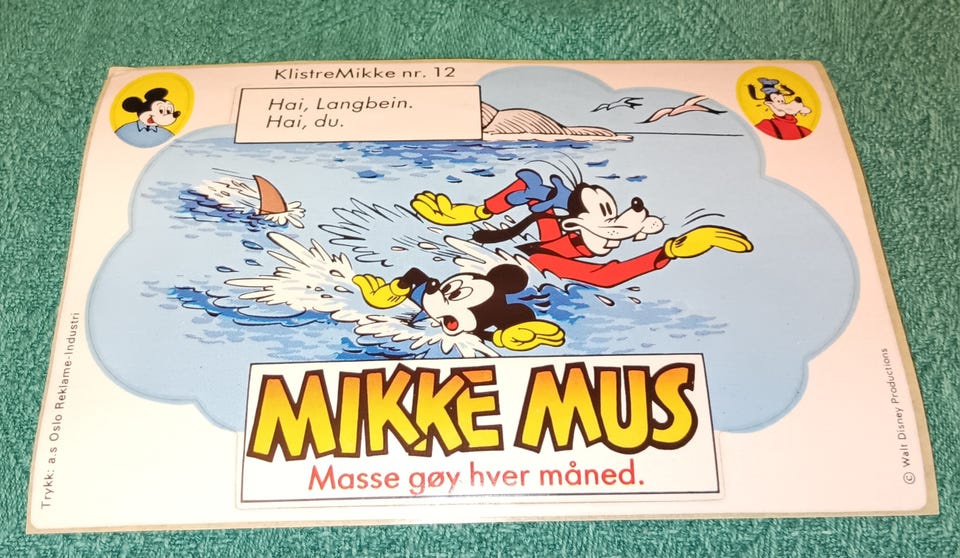 KlistreMikke nr. 12
Hai, Langbein.
Hai, du.
MIKKE MUS
Masse gøy hver måned.
Trykk: a.s Oslo Reklame-Industri
© Walt Disney Productions